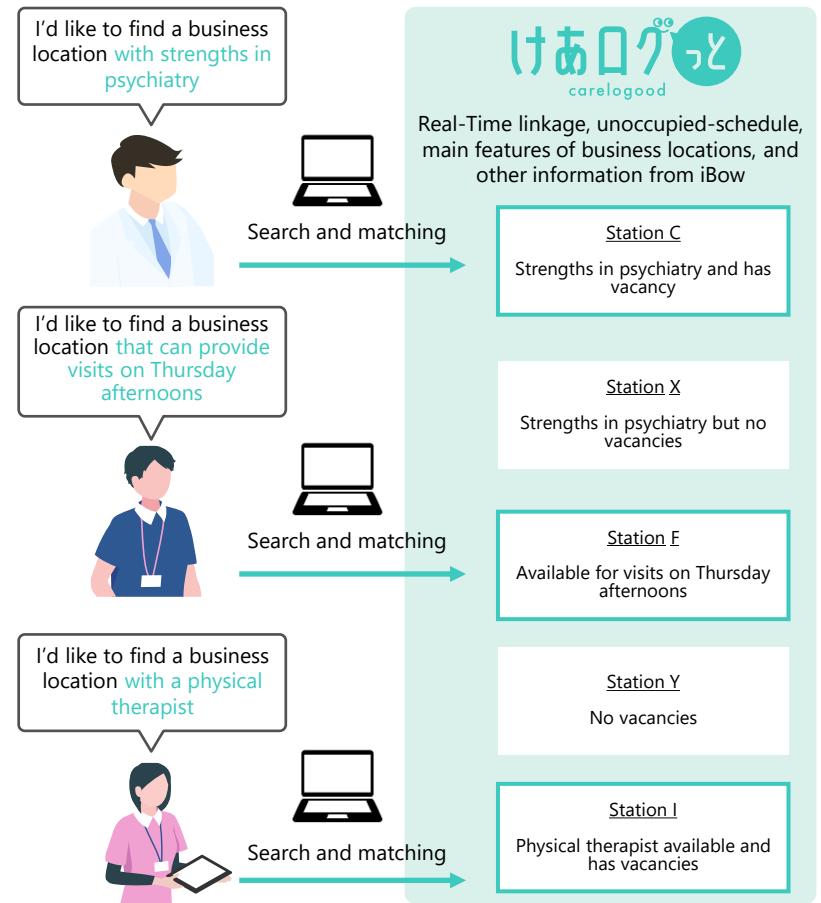 I’d like to find a business
location with strengths in
psychiatry
Search and matching
I’d like to find a business
location that can provide
visits on Thursday
afternoons
Search and matching
I’d like to find a business
location with a physical
therapist
Search and matching
けあログっと
carelogood
Real-Time linkage, unoccupied-schedule,
main features of business locations, and
other information from iBow
Station C
Strengths in psychiatry and has
vacancy
Station X
Strengths in psychiatry but no
vacancies
Station F
Available for visits on Thursday
afternoons
Station Y
No vacancies
Station I
Physical therapist available and
has vacancies